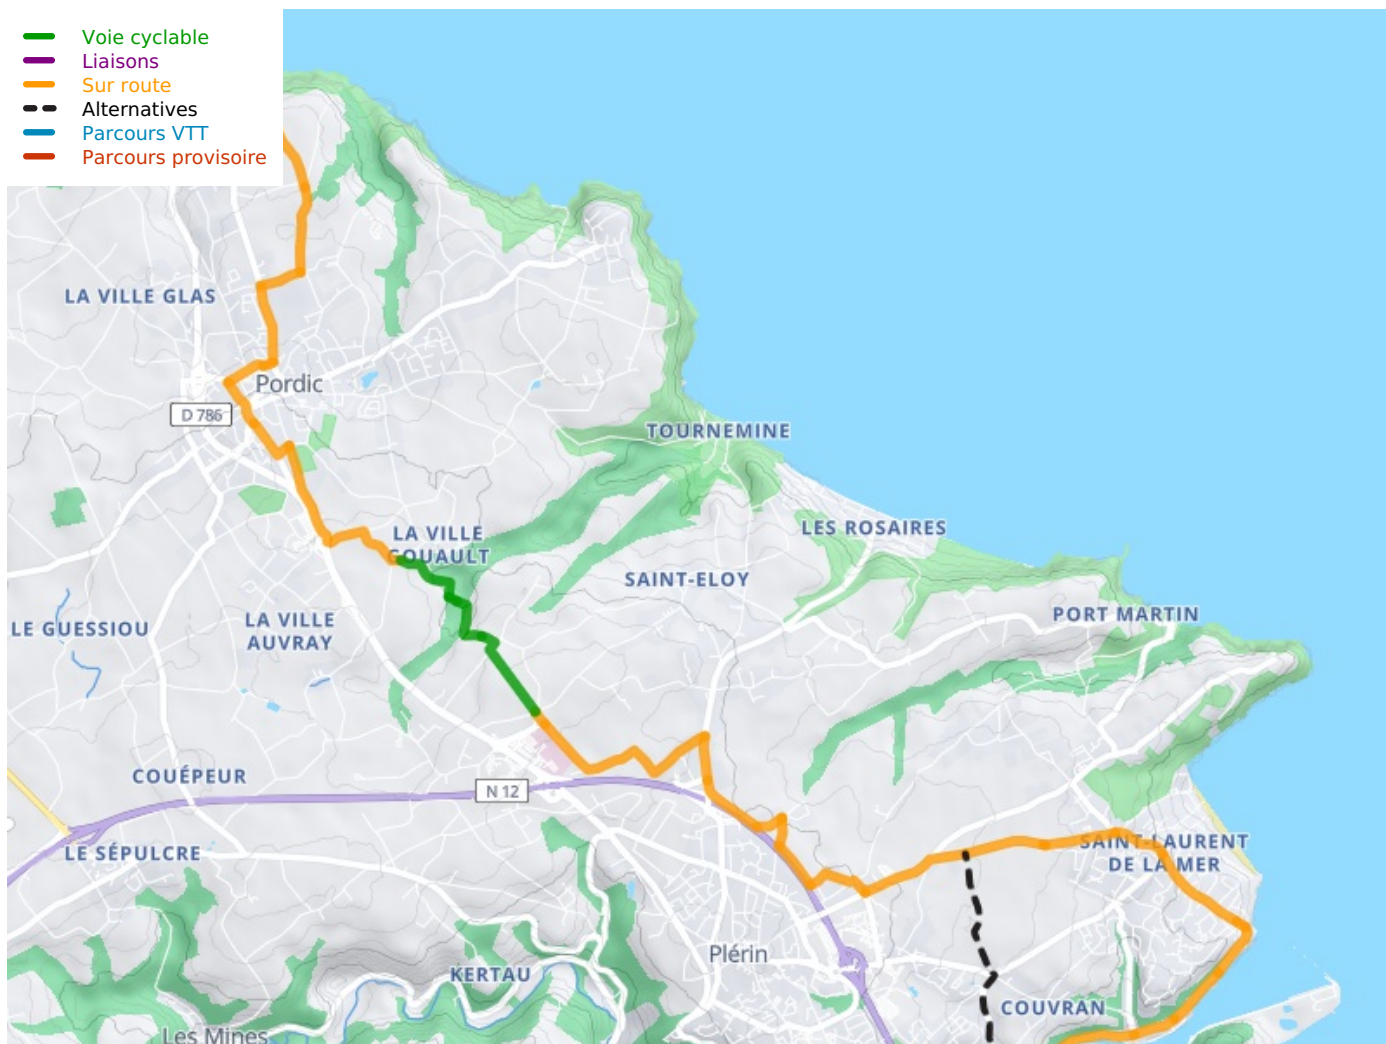 Voie cyclable
Liaisons
Sur route
Alternatives
Parcours VTT
Parcours provisoire
LA VILLE GLAS
Pordic
D 786
TOURNEMINE
LES ROSAIRES
LA VILLE
GOUAULT
SAINT-ELOY
PORT MARTIN
LE GUESSIOU
LA VILLE
AUVRAY
COUÉPEUR
N 12
LE SÉPULCRE
SAINT-LAURENT
DE LA MER
Plérin
KERTAU
COUVRAN
Les Mines